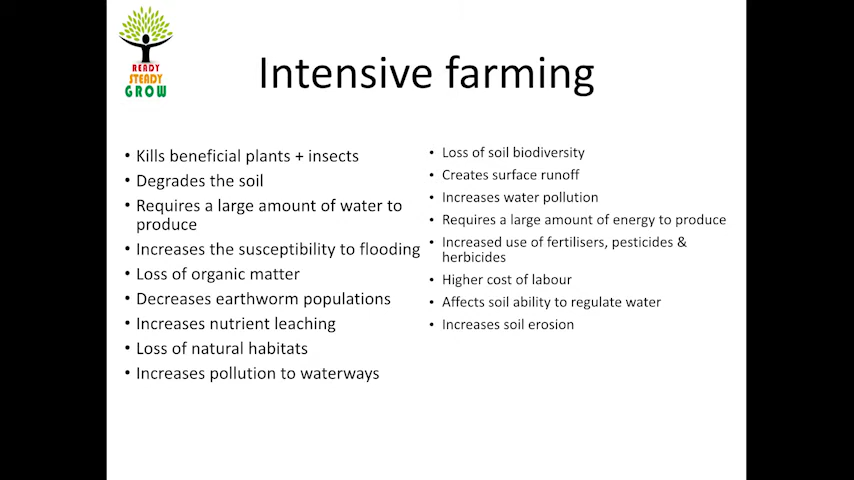 READY
STEADY
GROW
Intensive farming
• Kills beneficial plants + insects
• Degrades the soil
• Requires a large amount of water to
produce
• Increases the susceptibility to flooding
• Loss of organic matter
• Decreases earthworm populations
• Increases nutrient leaching
• Loss of natural habitats
• Increases pollution to waterways
• Loss of soil biodiversity
• Creates surface runoff
• Increases water pollution
• Requires a large amount of energy to produce
• Increased use of fertilisers, pesticides &
herbicides
• Higher cost of labour
• Affects soil ability to regulate water
• Increases soil erosion